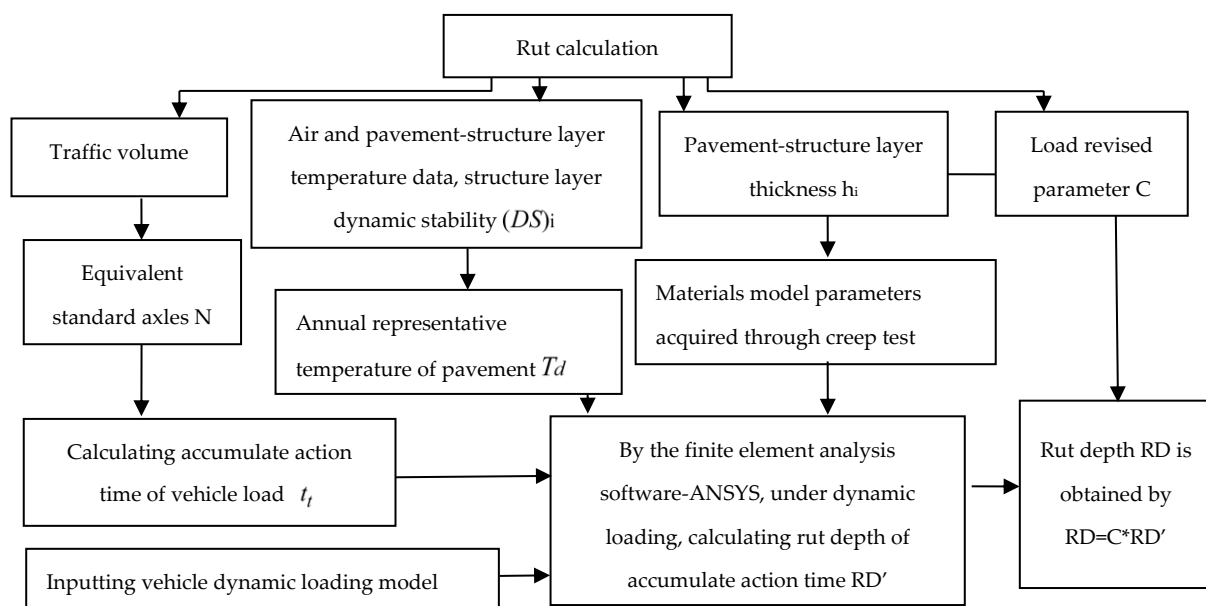 Rut calculation
Traffic volume
Air and pavement-structure layer
temperature data, structure layer
dynamic stability (DS)i
Pavement-structure layer
thickness hi
Load revised
parameter C
Equivalent
standard axles N
Annual representative
temperature of pavement Td
Materials model parameters
acquired through creep test
Calculating accumulate action
time of vehicle load tt
By the finite element analysis
software-ANSYS, under dynamic
loading, calculating rut depth of
accumulate action time RD’
Rut depth RD is
obtained by
RD=C*RD’
Inputting vehicle dynamic loading model